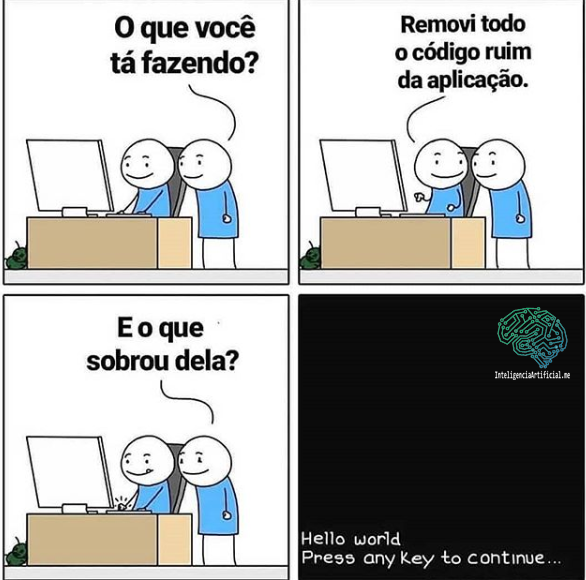 O que você
tá fazendo?
Removi todo
o código ruim
da aplicação.
E o que
sobrou dela?
InteligenciaArtificial.me
Hello world
Press any key to continue...